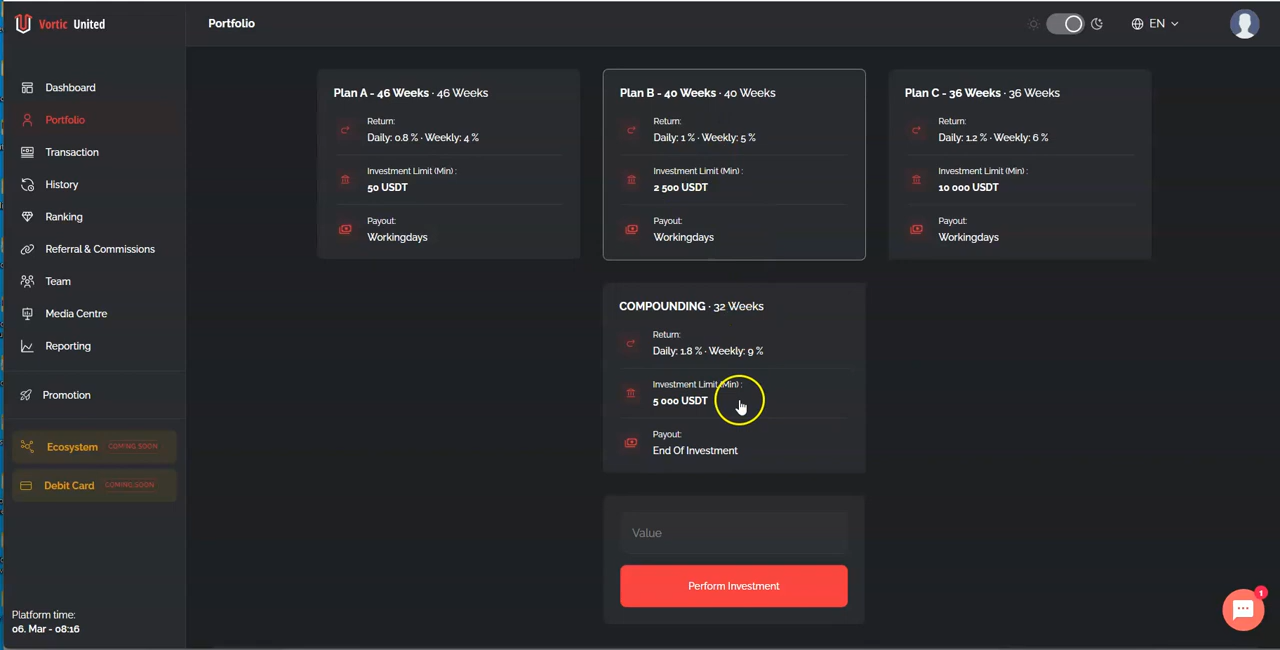 Vortic United
Portfolio
EN
Dashboard
Portfolio
Transaction
History
Ranking
Referral & Commissions
Team
Media Centre
Reporting
Promotion
Ecosystem COMING SOON
Debit Card COMING SOON
Platform time:
06. Mar - 08:16
Plan A - 46 Weeks · 46 Weeks
Return:
Daily: 0.8 % · Weekly: 4 %
Investment Limit (Min) :
50 USDT
Payout:
Workingdays
Plan B - 40 Weeks · 40 Weeks
Return:
Daily: 1 % · Weekly: 5 %
Investment Limit (Min) :
2 500 USDT
Payout:
Workingdays
Plan C - 36 Weeks · 36 Weeks
Return:
Daily: 1.2 % · Weekly: 6 %
Investment Limit (Min) :
10 000 USDT
Payout:
Workingdays
COMPOUNDING · 32 Weeks
Return:
Daily: 1.8 % · Weekly: 9 %
Investment Limit (Min) :
5 000 USDT
Payout:
End Of Investment
Value
Perform Investment
1